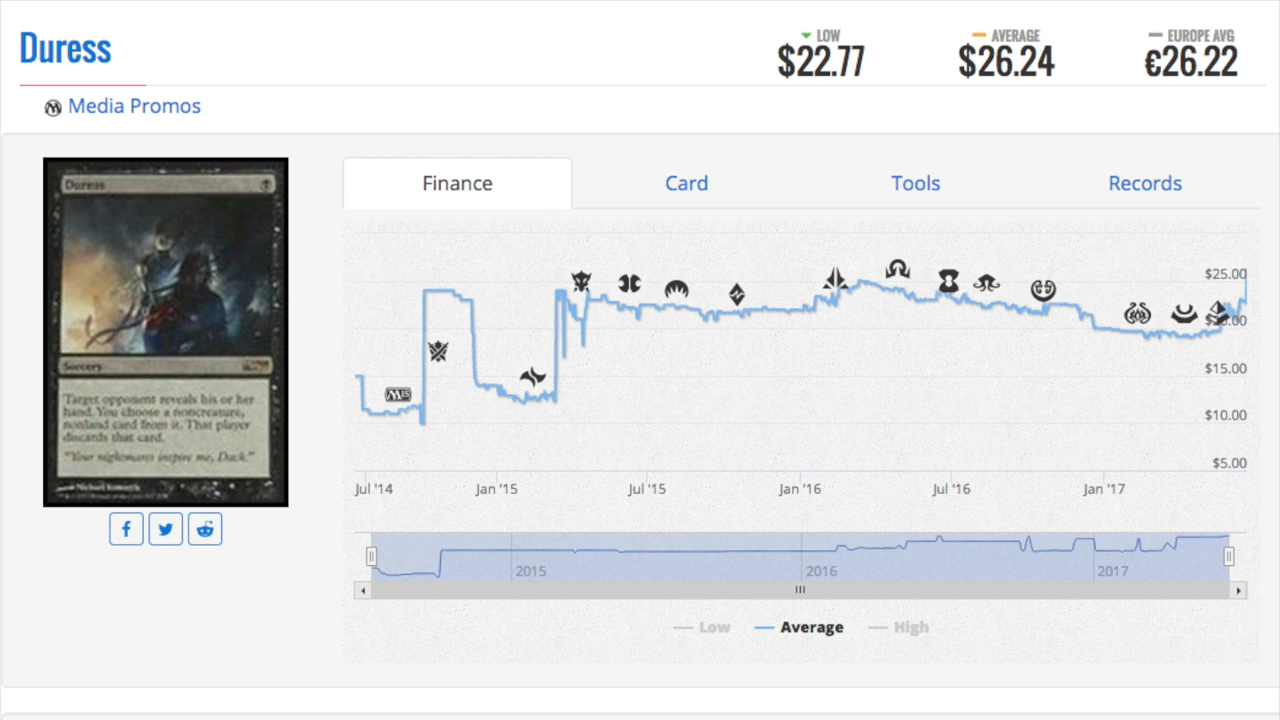 Duress
LOW
$22.77
AVERAGE
$26.24
EUROPE AVG
€26.22
Media Promos
Duress
Sorcery
Target opponent reveals his or her
hand. You choose a noncreature,
nonland card from it. That player
discards that card.
"Your nightmares inspire me, Dack."
Finance
Card
Tools
Records
M15
$25.00
$20.00
$15.00
$10.00
$5.00
Jul '14
Jan '15
Jul '15
Jan '16
Jul '16
Jan '17
2015
2016
2017
Low
Average
High